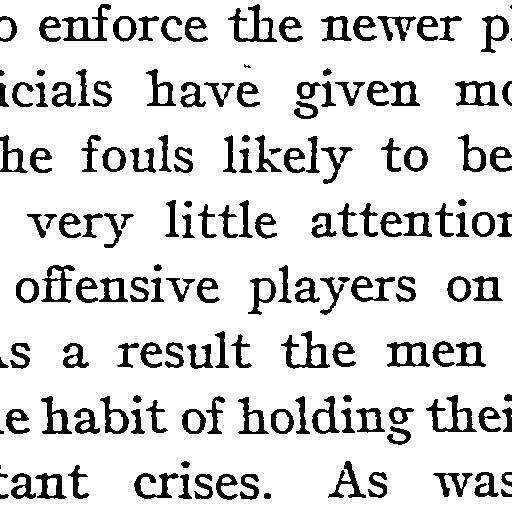 o enforce the newer p
icials have given mo
he fouls likely to be
very little attention
offensive players on
As a result the men
e habit of holding thei
tant crises. As was